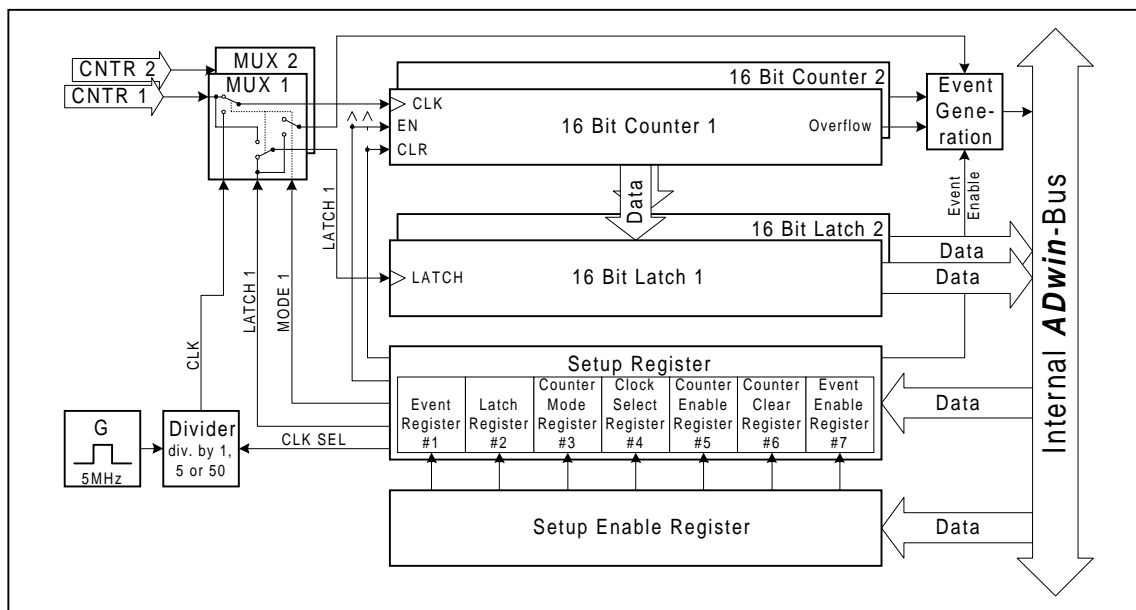 CNTR 2
CNTR 1
MUX 2
MUX 1
CLK
EN
CLR
16 Bit Counter 2
16 Bit Counter 1
Overflow
Event
Gene-
ration
Event
Enable
Data
LATCH 1
16 Bit Latch 2
16 Bit Latch 1
LATCH
Data
Data
Internal ADwin-Bus
CLK
LATCH 1
MODE 1
Setup Register
Event
Register
#1
Latch
Register
#2
Counter
Mode
Register
#3
Clock
Select
Register
#4
Counter
Enable
Register
#5
Counter
Clear
Register
#6
Event
Enable
Register
#7
Data
G
5MHz
Divider
div. by 1,
5 or 50
CLK SEL
Setup Enable Register
Data